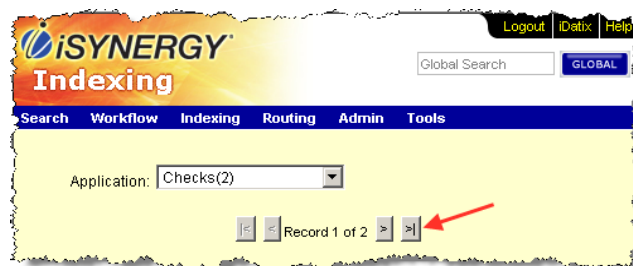 Logout iDatix Help
iSYNERGY
Global Search GLOBAL
Indexing
Search Workflow Indexing Routing Admin Tools
Application: Checks(2)
|< < Record 1 of 2 > >|